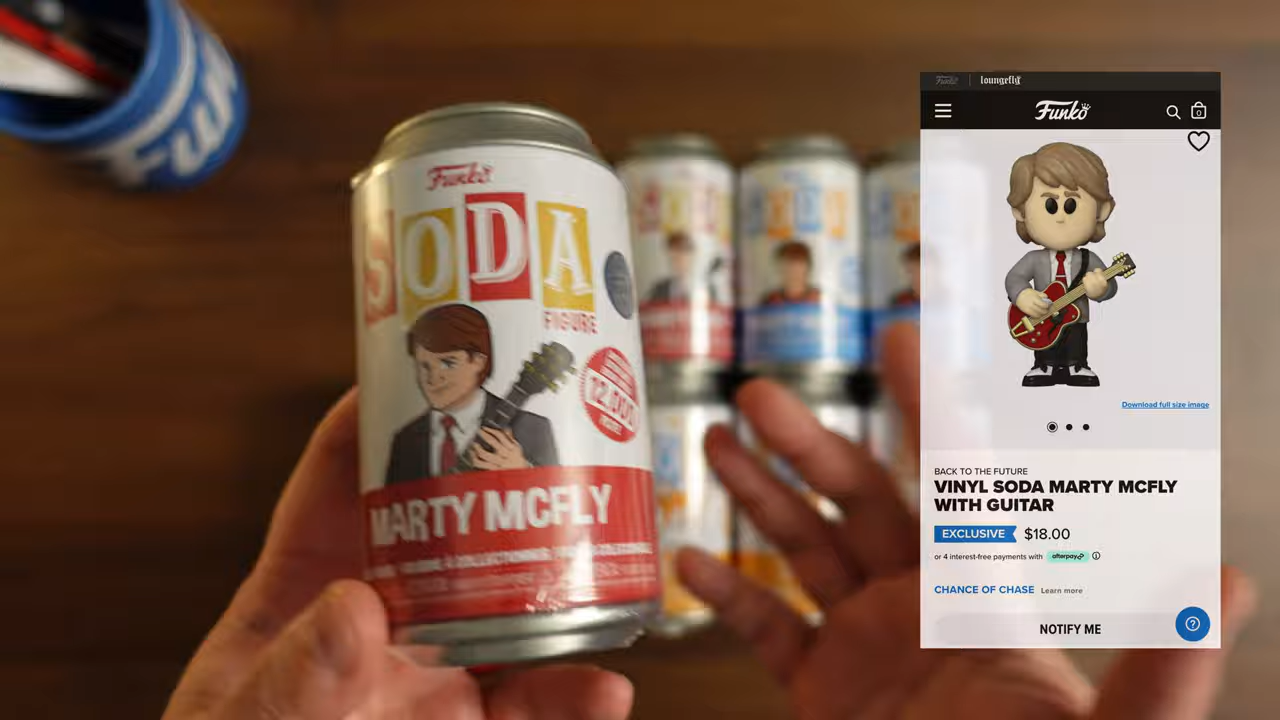 Funko
SODA
FIGURE
12,000
MARTY MCFLY
Fun
loungefly
Funko
0
Download full size image
BACK TO THE FUTURE
VINYL SODA MARTY MCFLY
WITH GUITAR
EXCLUSIVE $18.00
or 4 interest-free payments with afterpay
CHANCE OF CHASE Learn more
NOTIFY ME
?